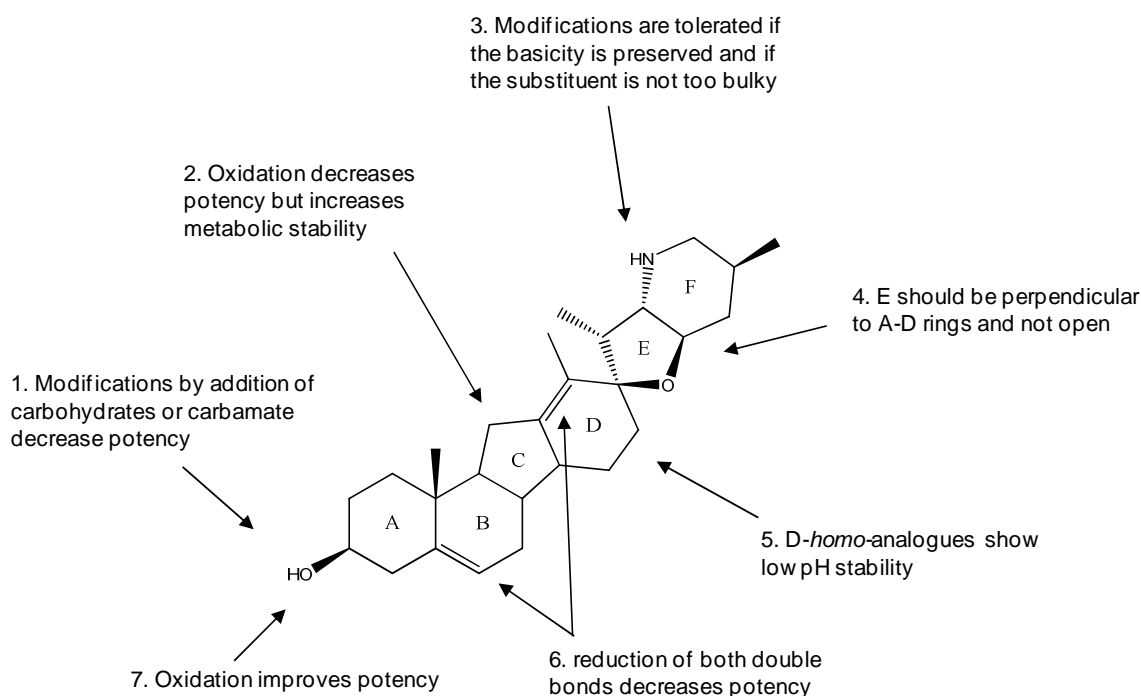 3. Modifications are tolerated if
the basicity is preserved and if
the substituent is not too bulky
2. Oxidation decreases
potency but increases
metabolic stability
HN
F
4. E should be perpendicular
to A-D rings and not open
E
O
1. Modifications by addition of
carbohydrates or carbamate
decrease potency
D
C
A
B
5. D-homo-analogues show
low pH stability
HO
7. Oxidation improves potency
6. reduction of both double
bonds decreases potency